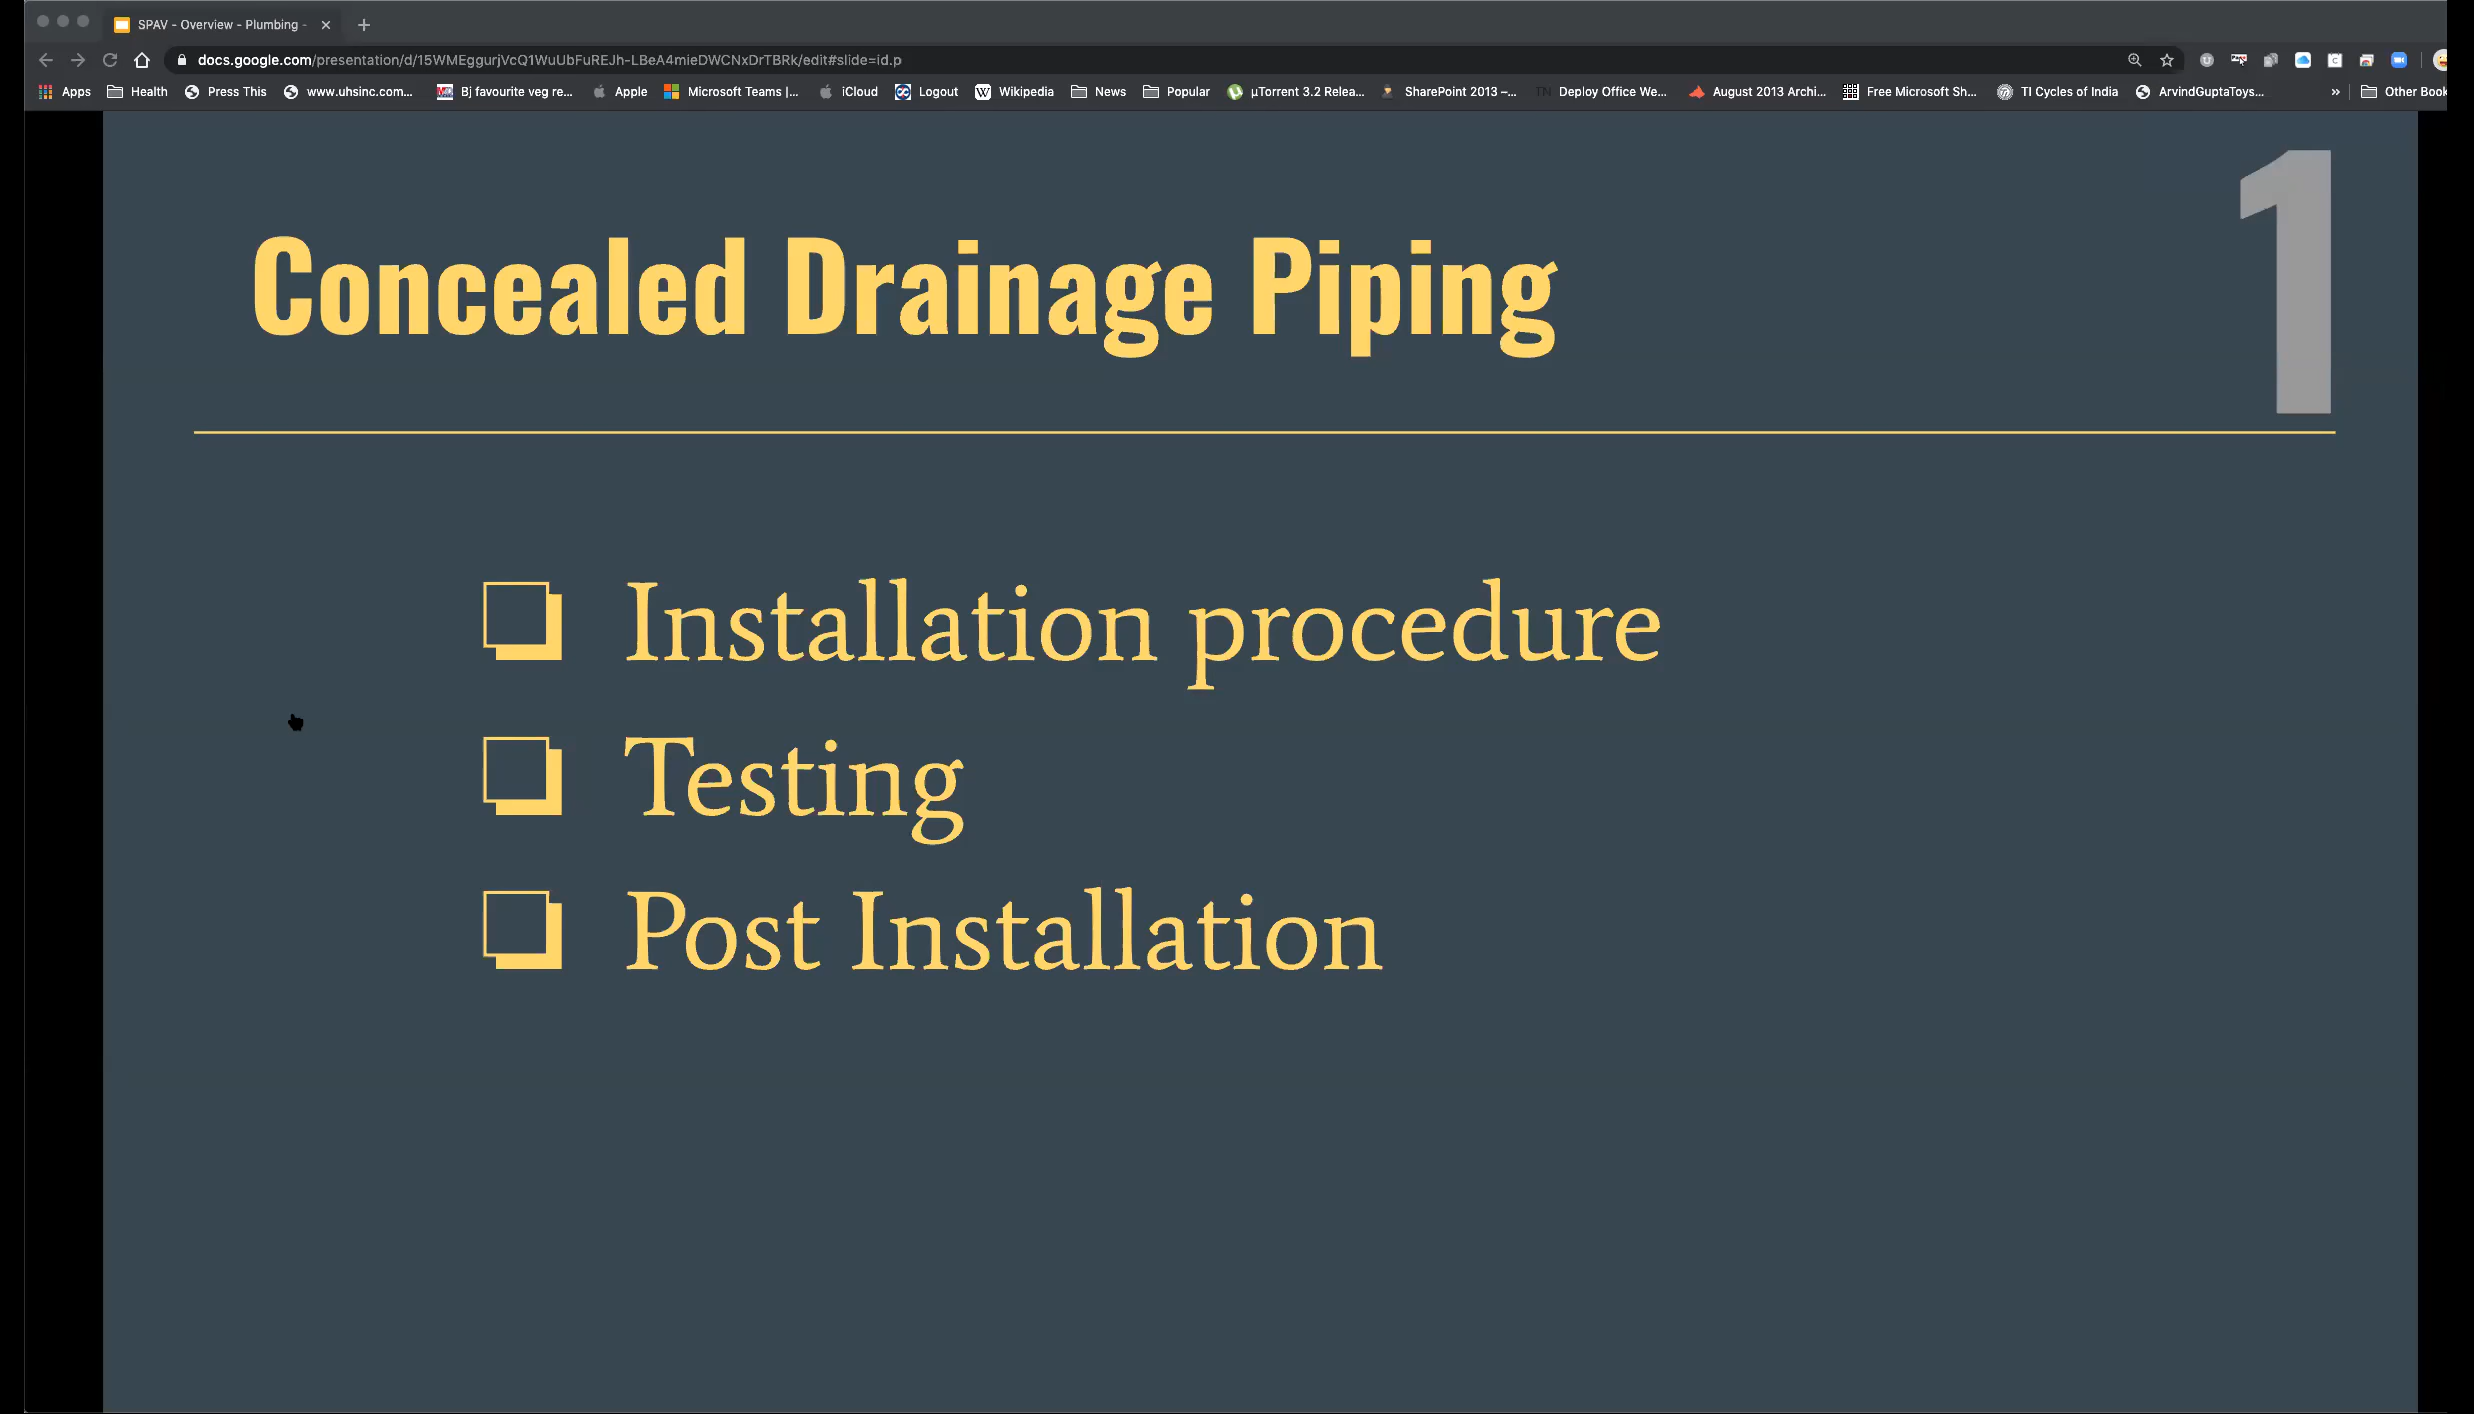 SPAV - Overview - Plumbing -
docs.google.com/presentation/d/15WMEggurjVcQ1WuUbFuREJh-LBeA4mieDWCNxDrTBRk/edit#slide=id.p
Apps Health Press This www.uhsinc.com... Bj favourite veg re... Apple Microsoft Teams |... iCloud Logout Wikipedia News Popular µTorrent 3.2 Relea... SharePoint 2013 –... TN Deploy Office We... August 2013 Archi... Free Microsoft Sh... TI Cycles of India ArvindGuptaToys... » Other Book
1
Concealed Drainage Piping
Installation procedure
Testing
Post Installation